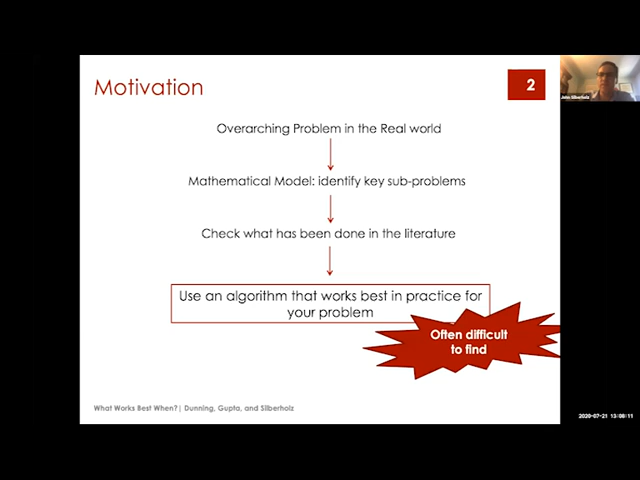 Motivation
2
John Silberholz
Overarching Problem in the Real world
Mathematical Model: identify key sub-problems
Check what has been done in the literature
Use an algorithm that works best in practice for
your problem
Often difficult
to find
What Works Best When?| Dunning, Gupta, and Silberholz
2020-07-21 13:08:11